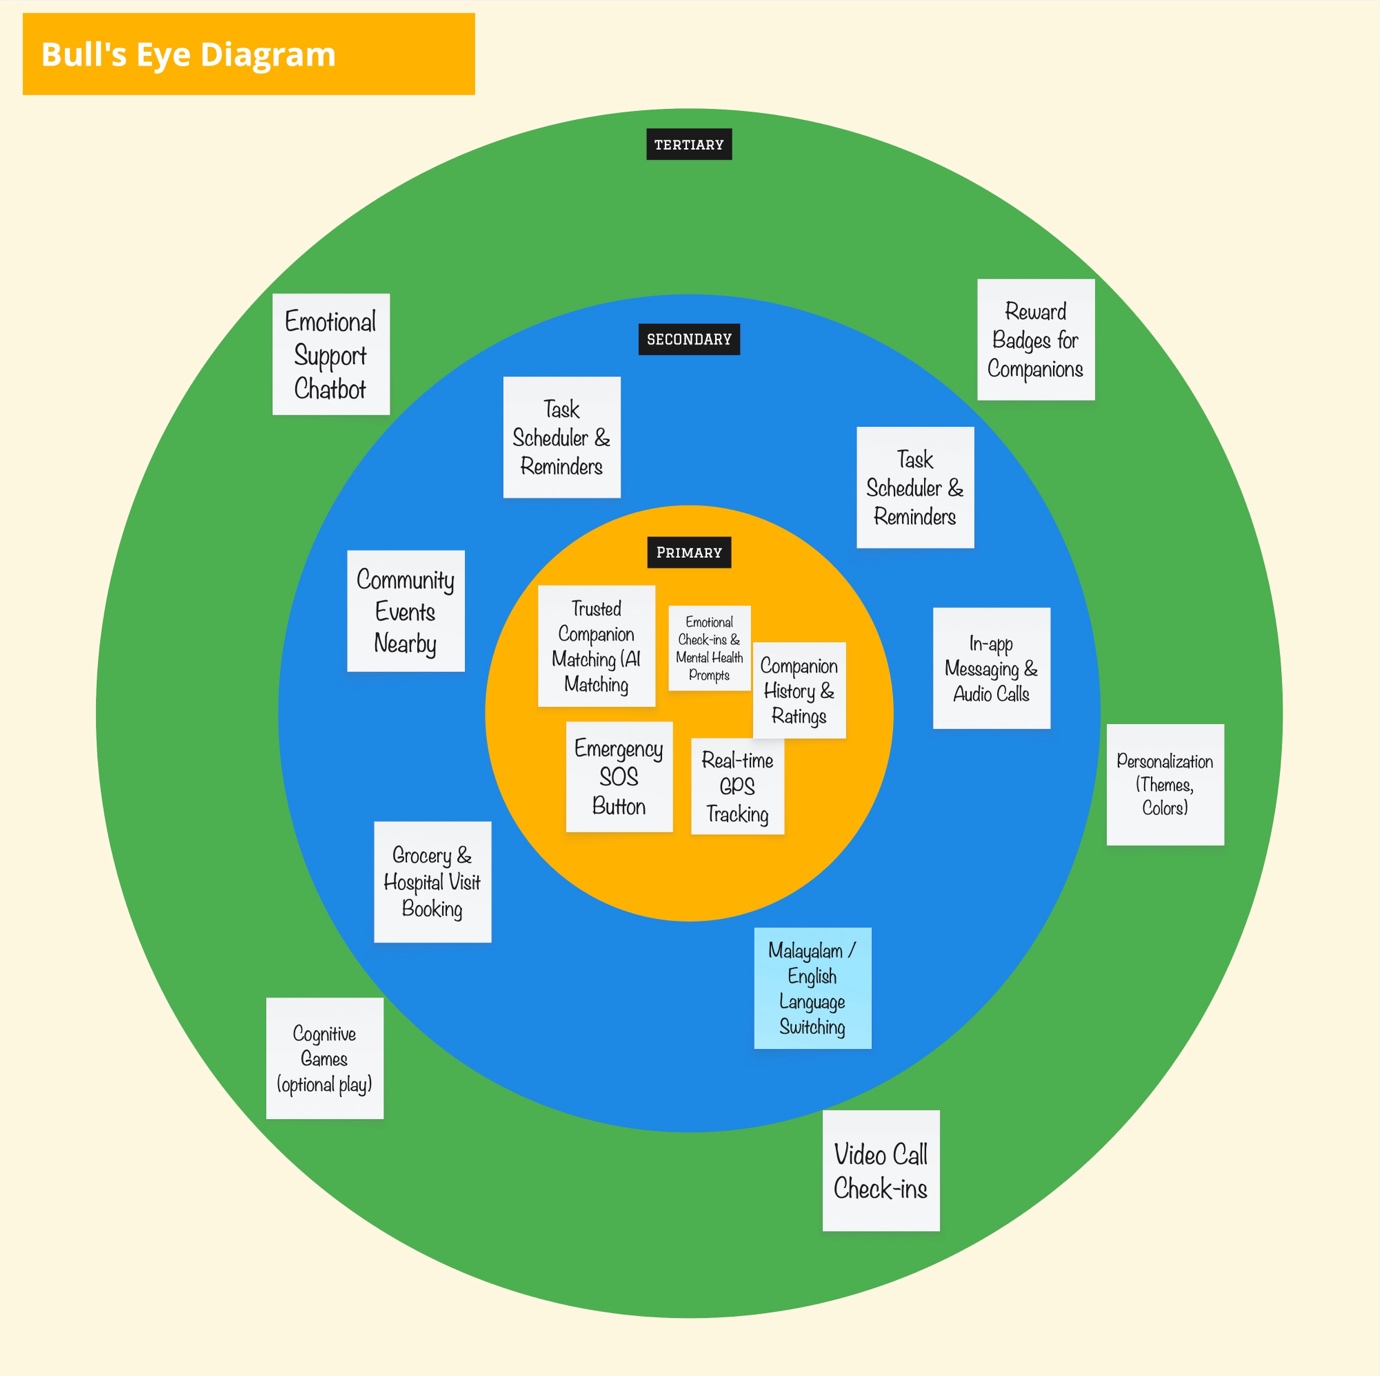 Bull's Eye Diagram
TERTIARY
Emotional
Support
Chatbot
Reward
Badges for
Companions
SECONDARY
Task
Scheduler &
Reminders
Task
Scheduler &
Reminders
Community
Events
Nearby
In-app
Messaging &
Audio Calls
PRIMARY
Trusted
Companion
Matching (AI
Matching
Emotional
Check-ins &
Mental Health
Prompts
Companion
History &
Ratings
Emergency
SOS
Button
Real-time
GPS
Tracking
Personalization
(Themes,
Colors)
Grocery &
Hospital Visit
Booking
Malayalam /
English
Language
Switching
Cognitive
Games
(optional play)
Video Call
Check-ins